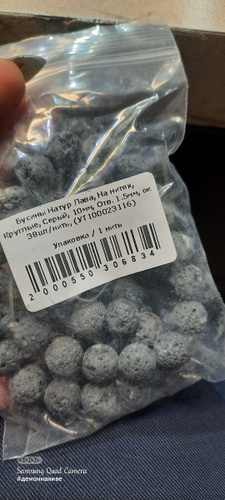 Бусины Натур Лава, На нитях,
Круглые, Серый, 10мм, Отв. 1.5мм, ок
38шт/нить, (УТ100023116)
Упаковка / 1 нить
2000550306834
Samsung Quad Camera
#демоннаниве